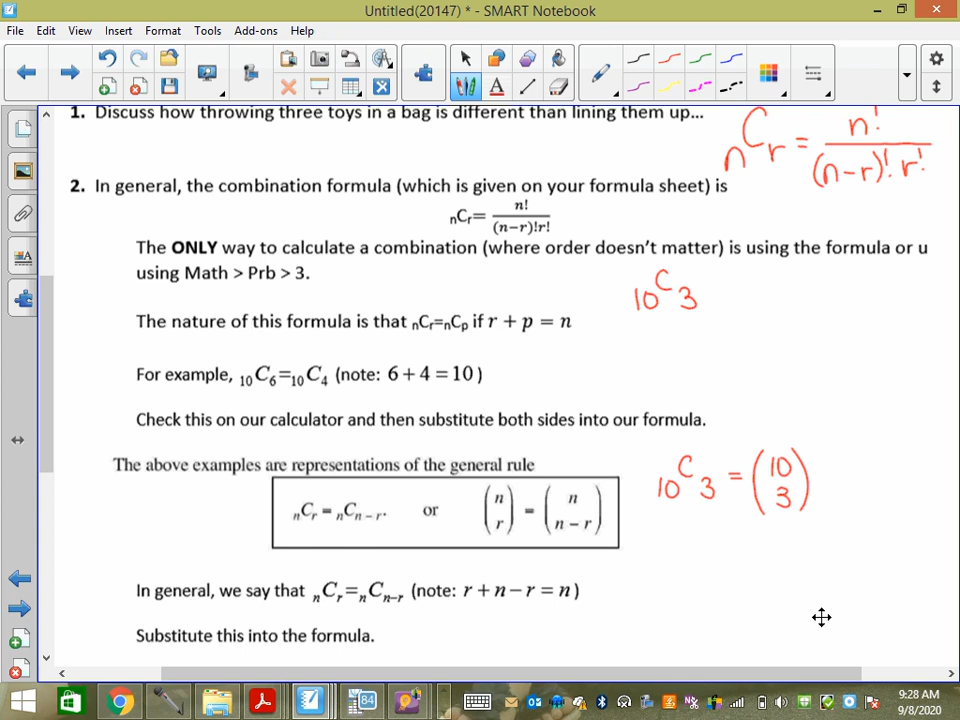 Untitled(20147) * - SMART Notebook
File Edit View Insert Format Tools Add-ons Help
1. Discuss how throwing three toys in a bag is different than lining them up...
nCr = n! / (n-r)! r!
2. In general, the combination formula (which is given on your formula sheet) is
nCr= n! / (n-r)!r!
The ONLY way to calculate a combination (where order doesn't matter) is using the formula or u
using Math > Prb > 3.
10C3
The nature of this formula is that nCr=nCp if r + p = n
For example, 10C6=10C4 (note: 6 + 4 = 10 )
Check this on our calculator and then substitute both sides into our formula.
The above examples are representations of the general rule
10C3 = (10 3)
nCr = nCn-r. or (n r) = (n n-r)
In general, we say that nCr=nCn-r (note: r + n - r = n )
Substitute this into the formula.
84
9:28 AM
9/8/2020